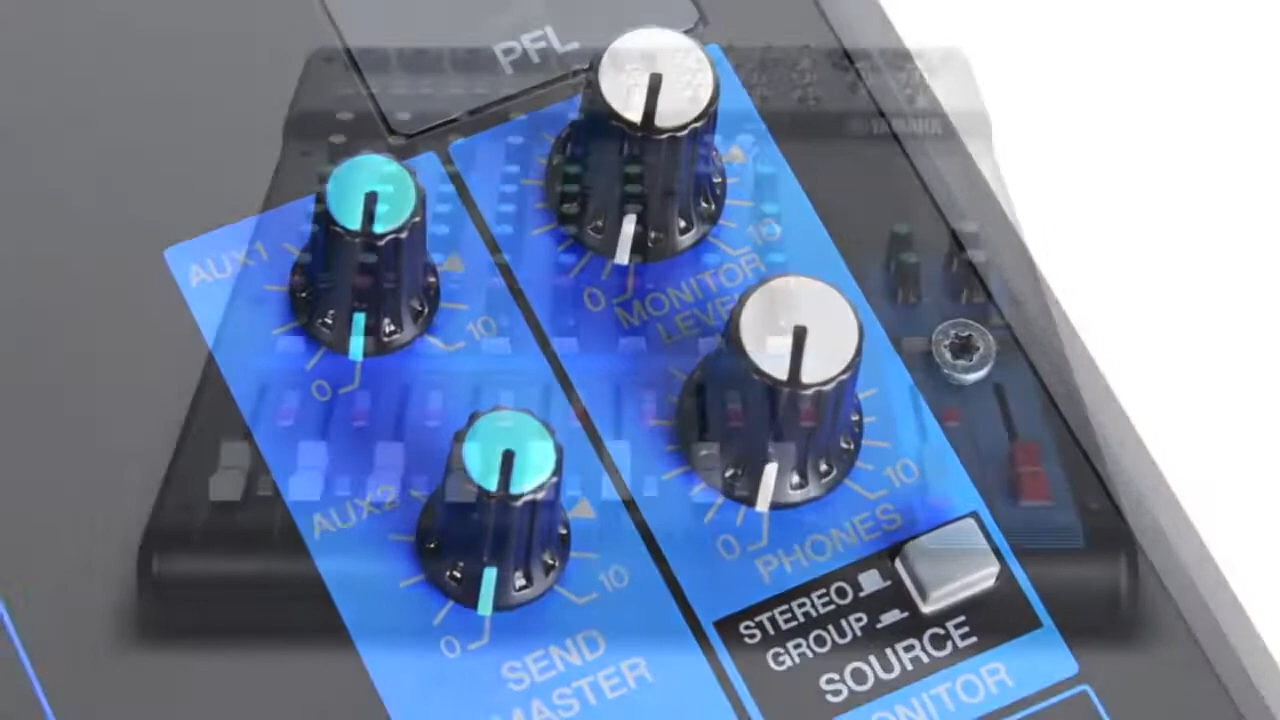 PFL
YAMAHA
AUX1
10
0
10
0
MONITOR
LEVEL
AUX2
10
0
10
0
PHONES
STEREO
GROUP
SOURCE
SEND
MASTER
MONITOR